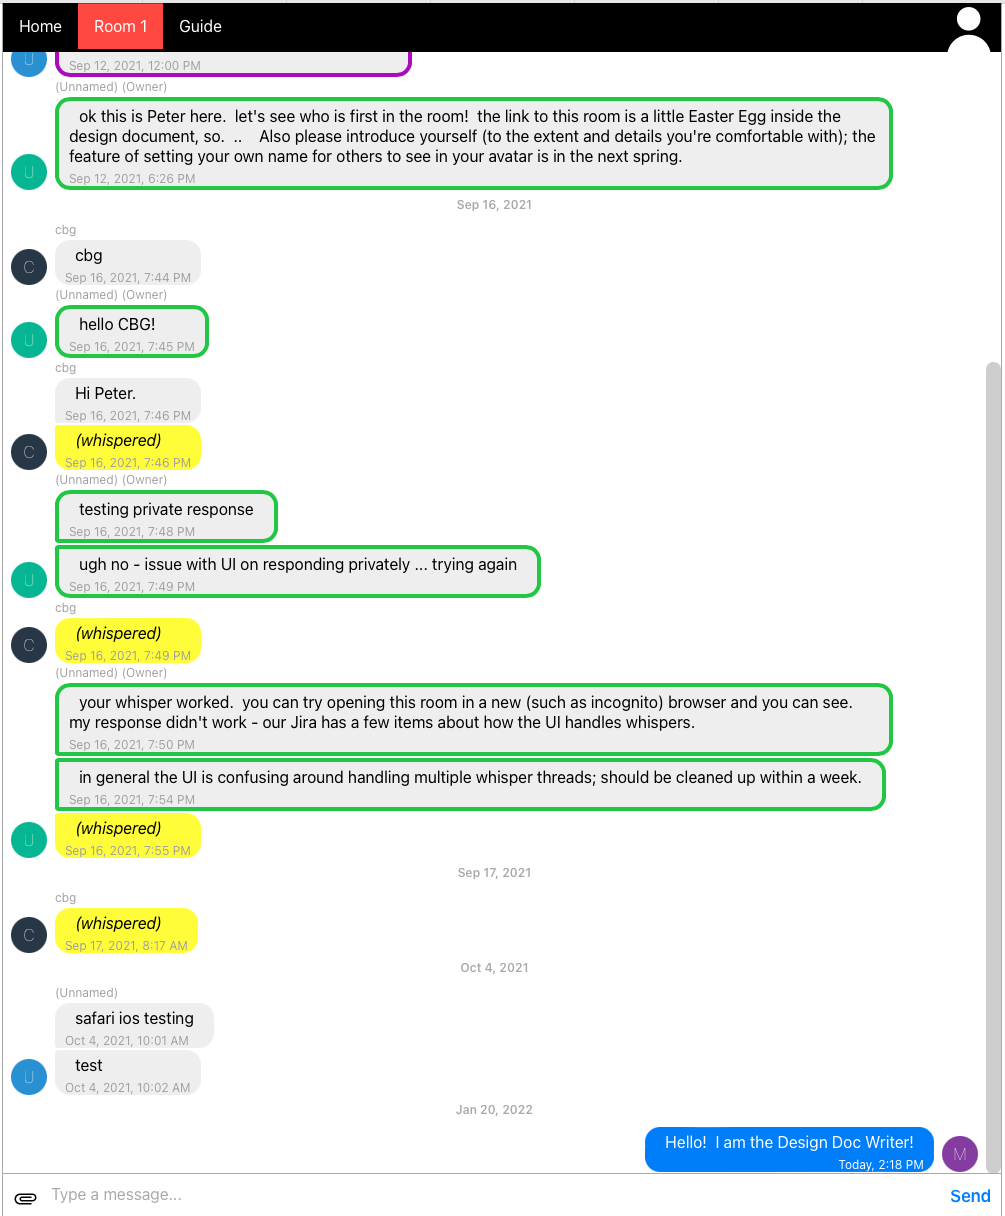 Home Room 1 Guide
U
Sep 12, 2021, 12:00 PM
(Unnamed) (Owner)
ok this is Peter here.  let's see who is first in the room!  the link to this room is a little Easter Egg inside the
design document, so.  ..    Also please introduce yourself (to the extent and details you're comfortable with); the
feature of setting your own name for others to see in your avatar is in the next spring.
U
Sep 12, 2021, 6:26 PM
Sep 16, 2021
cbg
cbg
C
Sep 16, 2021, 7:44 PM
(Unnamed) (Owner)
hello CBG!
U
Sep 16, 2021, 7:45 PM
cbg
Hi Peter.
Sep 16, 2021, 7:46 PM
(whispered)
C
Sep 16, 2021, 7:46 PM
(Unnamed) (Owner)
testing private response
Sep 16, 2021, 7:48 PM
ugh no - issue with UI on responding privately ... trying again
U
Sep 16, 2021, 7:49 PM
cbg
(whispered)
C
Sep 16, 2021, 7:49 PM
(Unnamed) (Owner)
your whisper worked.  you can try opening this room in a new (such as incognito) browser and you can see.
my response didn't work - our Jira has a few items about how the UI handles whispers.
Sep 16, 2021, 7:50 PM
in general the UI is confusing around handling multiple whisper threads; should be cleaned up within a week.
Sep 16, 2021, 7:54 PM
(whispered)
U
Sep 16, 2021, 7:55 PM
Sep 17, 2021
cbg
(whispered)
C
Sep 17, 2021, 8:17 AM
Oct 4, 2021
(Unnamed)
safari ios testing
Oct 4, 2021, 10:01 AM
test
U
Oct 4, 2021, 10:02 AM
Jan 20, 2022
Hello!  I am the Design Doc Writer!
M
Today, 2:18 PM
Type a message...
Send